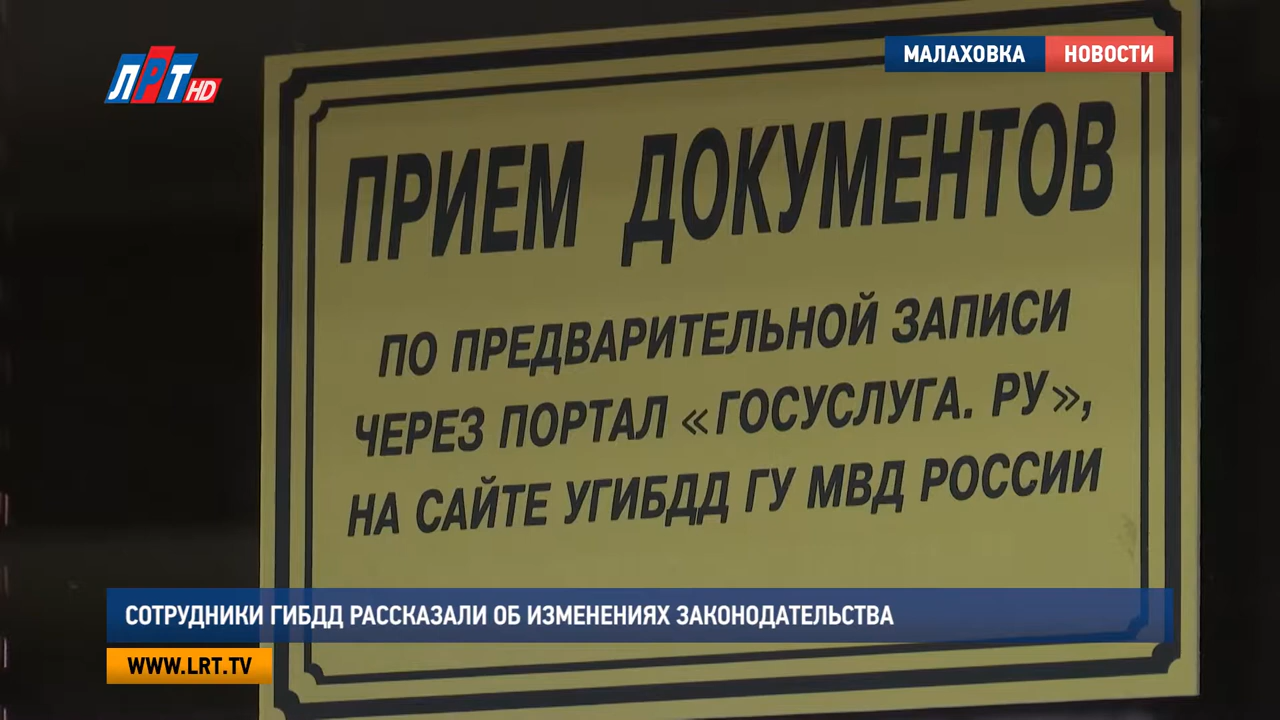 ЛРТ HD
МАЛАХОВКА НОВОСТИ
ПРИЕМ ДОКУМЕНТОВ
ПО ПРЕДВАРИТЕЛЬНОЙ ЗАПИСИ
ЧЕРЕЗ ПОРТАЛ «ГОСУСЛУГА. РУ»,
НА САЙТЕ УГИБДД ГУ МВД РОССИИ
СОТРУДНИКИ ГИБДД РАССКАЗАЛИ ОБ ИЗМЕНЕНИЯХ ЗАКОНОДАТЕЛЬСТВА
WWW.LRT.TV